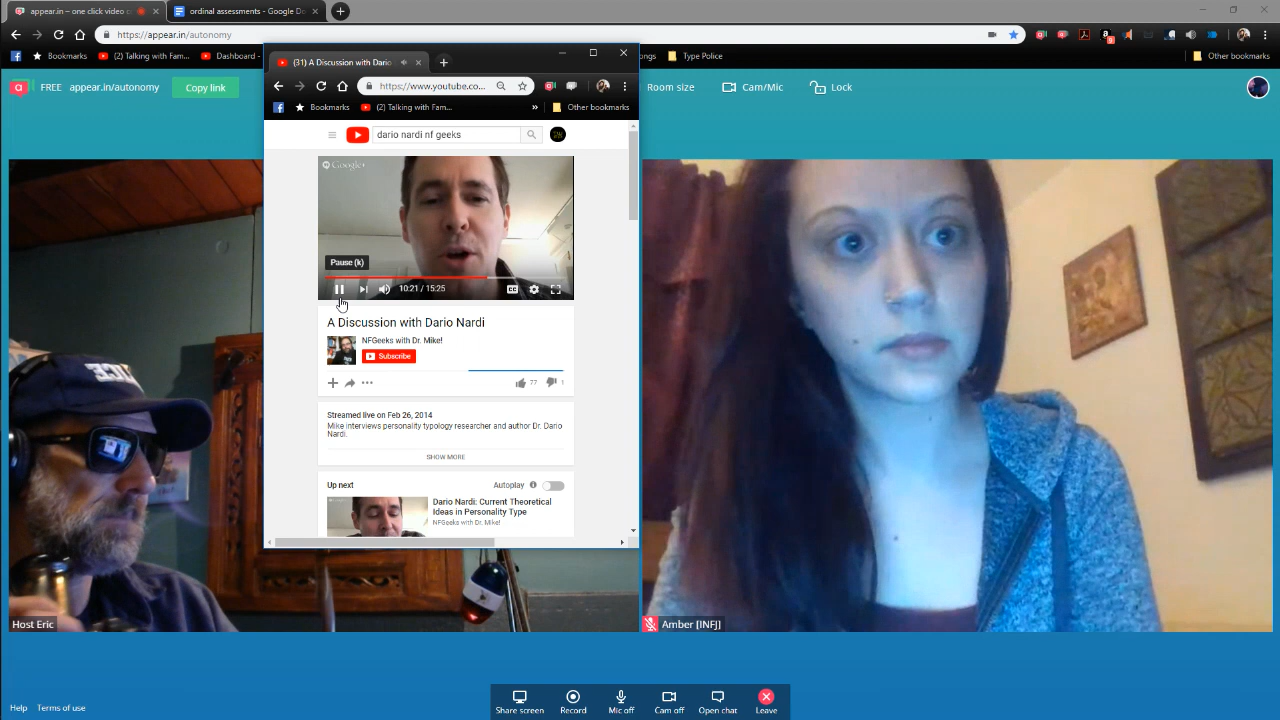 appear.in – one click video c
ordinal assessments - Google D
https://appear.in/autonomy
Bookmarks
(2) Talking with Fam...
Dashboard -
ongs
Type Police
Other bookmarks
FREE appear.in/autonomy
Copy link
Room size
Cam/Mic
Lock
(31) A Discussion with Dario
https://www.youtube.co...
Bookmarks
(2) Talking with Fam...
»
Other bookmarks
dario nardi nf geeks
Google+
Pause (k)
10:21 / 15:25
CC
A Discussion with Dario Nardi
NFGeeks with Dr. Mike!
Subscribe
77
1
Streamed live on Feb 26, 2014
Mike interviews personality typology researcher and author Dr. Dario
Nardi.
SHOW MORE
Up next
Autoplay
Dario Nardi: Current Theoretical
Ideas in Personality Type
NFGeeks with Dr. Mike!
Host Eric
Amber [INFJ]
Share screen
Record
Mic off
Cam off
Open chat
Leave
Help
Terms of use